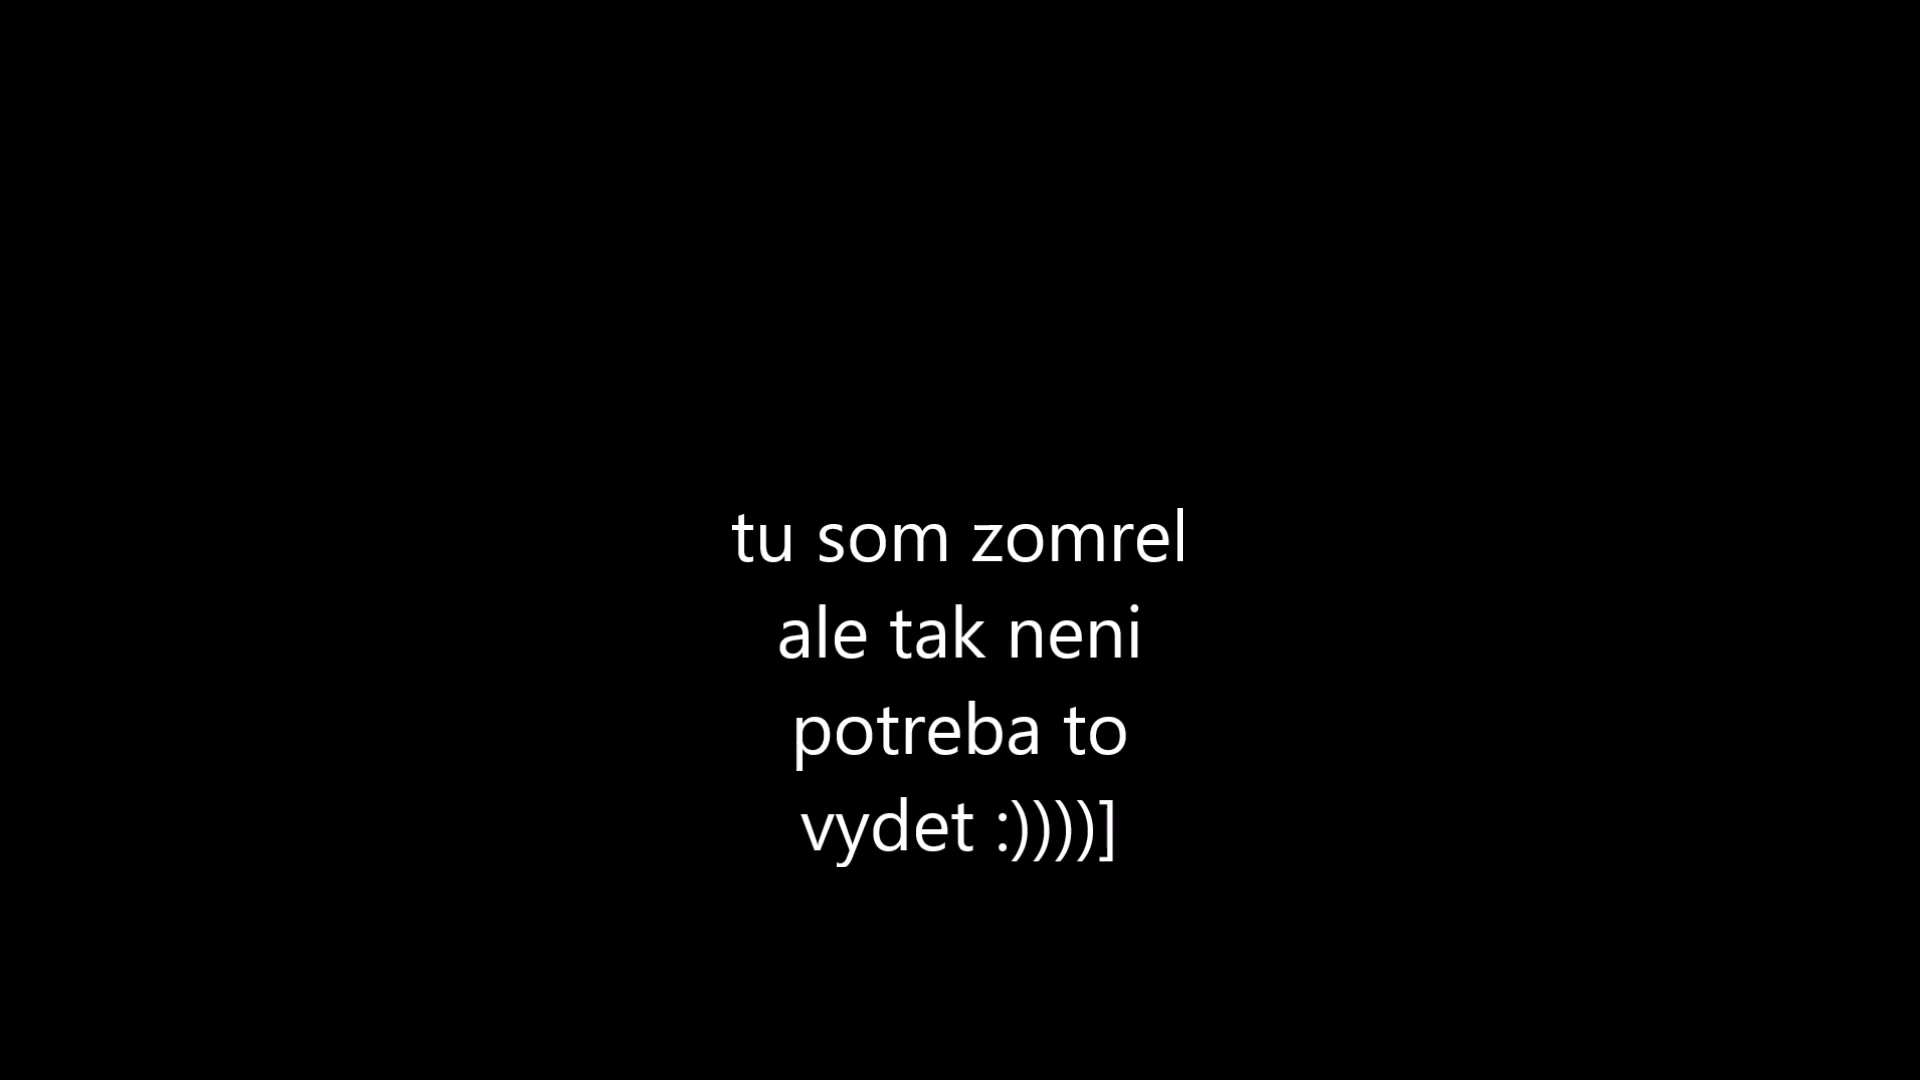 tu som zomrel
ale tak neni
potreba to
vydet :))))]